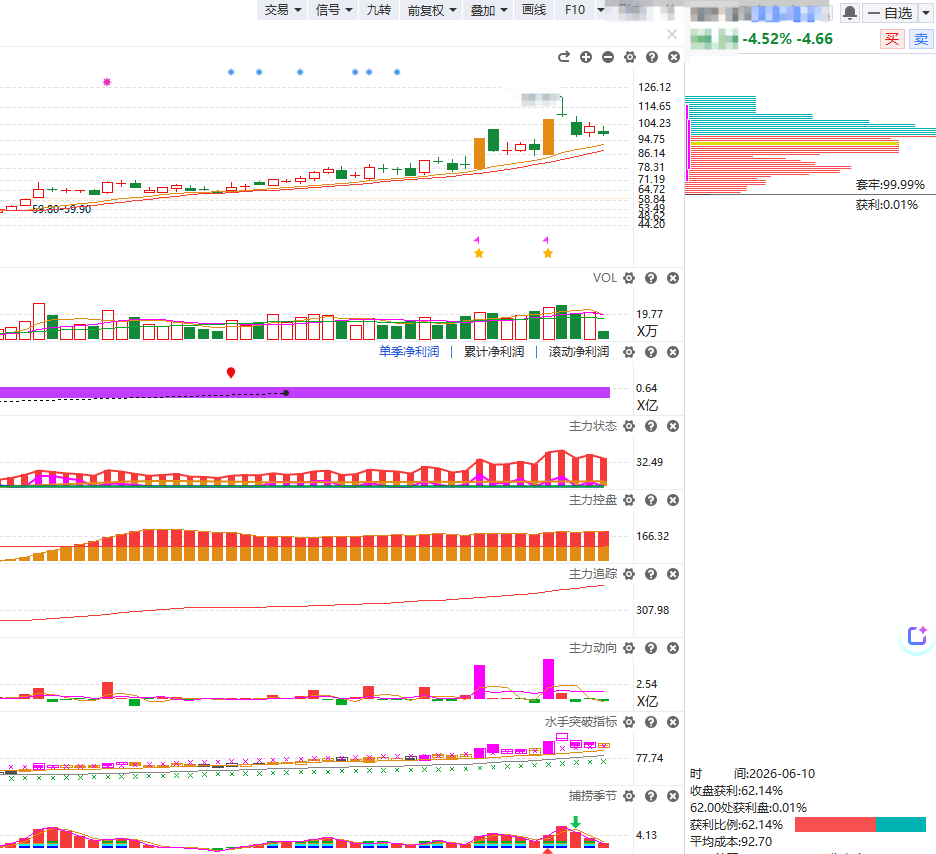 交易 信号 九转 前复权 叠加 画线 F10
自选
-4.52% -4.66 买 卖
126.12
114.65
104.23
94.75
86.14
78.31
71.19
64.72
58.84
53.49
48.62
44.20
59.80-59.90
套牢:99.99%
获利:0.01%
VOL
19.77
X万
单季净利润 | 累计净利润 | 滚动净利润
0.64
X亿
主力状态
32.49
主力控盘
166.32
主力追踪
307.98
主力动向
2.54
X亿
水手突破指标
77.74
捕捞季节
4.13
时 间:2026-06-10
收盘获利:62.14%
62.00处获利盘:0.01%
获利比例:62.14%
平均成本:92.70